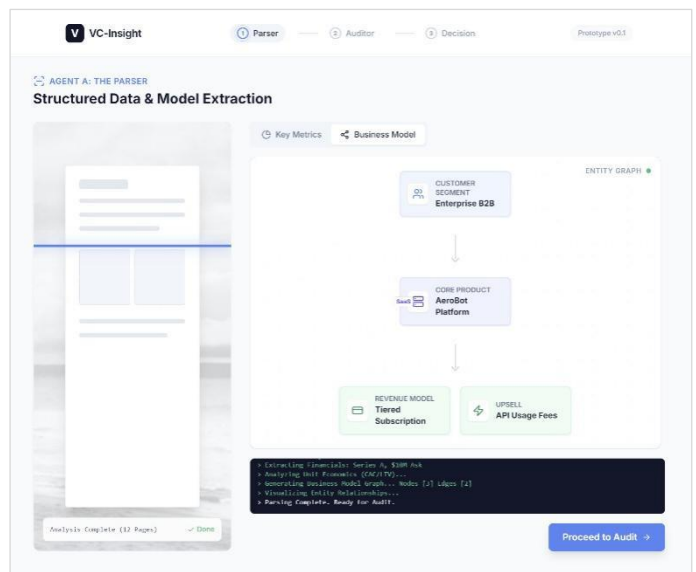 V VC-Insight
1 Parser
2 Auditor
3 Decision
Prototype v0.1
AGENT A: THE PARSER
Structured Data & Model Extraction
Key Metrics
Business Model
ENTITY GRAPH
CUSTOMER
SEGMENT
Enterprise B2B
SaaS
CORE PRODUCT
AeroBot
Platform
REVENUE MODEL
Tiered
Subscription
UPSELL
API Usage Fees
> Extracting Financials: Series A, $10M Ask
> Analyzing Unit Economics (CAC/LTV)...
> Generating Business Model Graph... Nodes [3] Edges [2]
> Visualizing Entity Relationships...
> Parsing Complete. Ready for Audit.
Analysis Complete (12 Pages)
Done
Proceed to Audit →